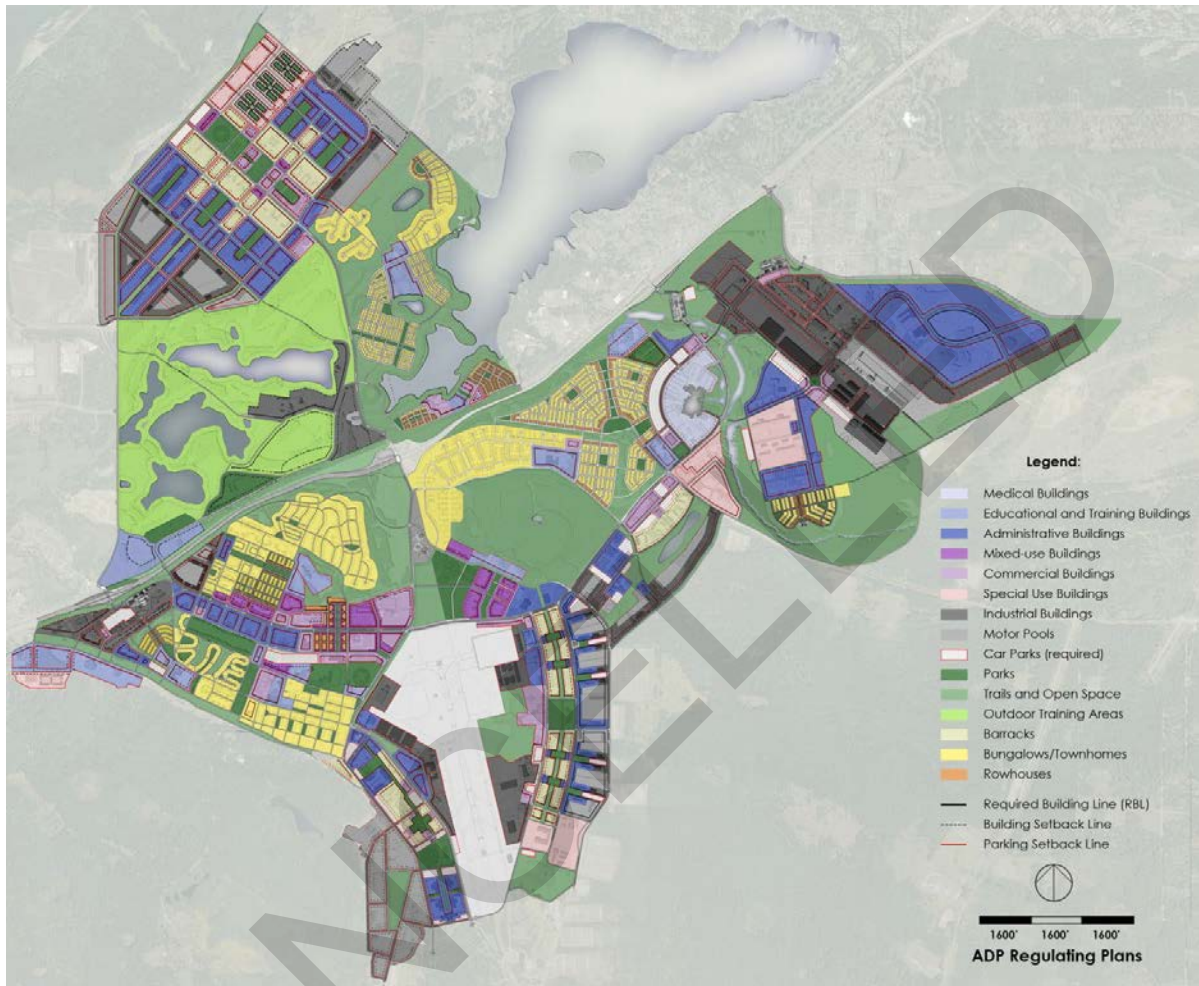 Legend:
Medical Buildings
Educational and Training Buildings
Administrative Buildings
Mixed-use Buildings
Commercial Buildings
Special Use Buildings
Industrial Buildings
Motor Pools
Car Parks (required)
Parks
Trails and Open Space
Outdoor Training Areas
Barracks
Bungalows/Townhomes
Rowhouses
Required Building Line (RBL)
Building Setback Line
Parking Setback Line
1600' 1600' 1600'
ADP Regulating Plans